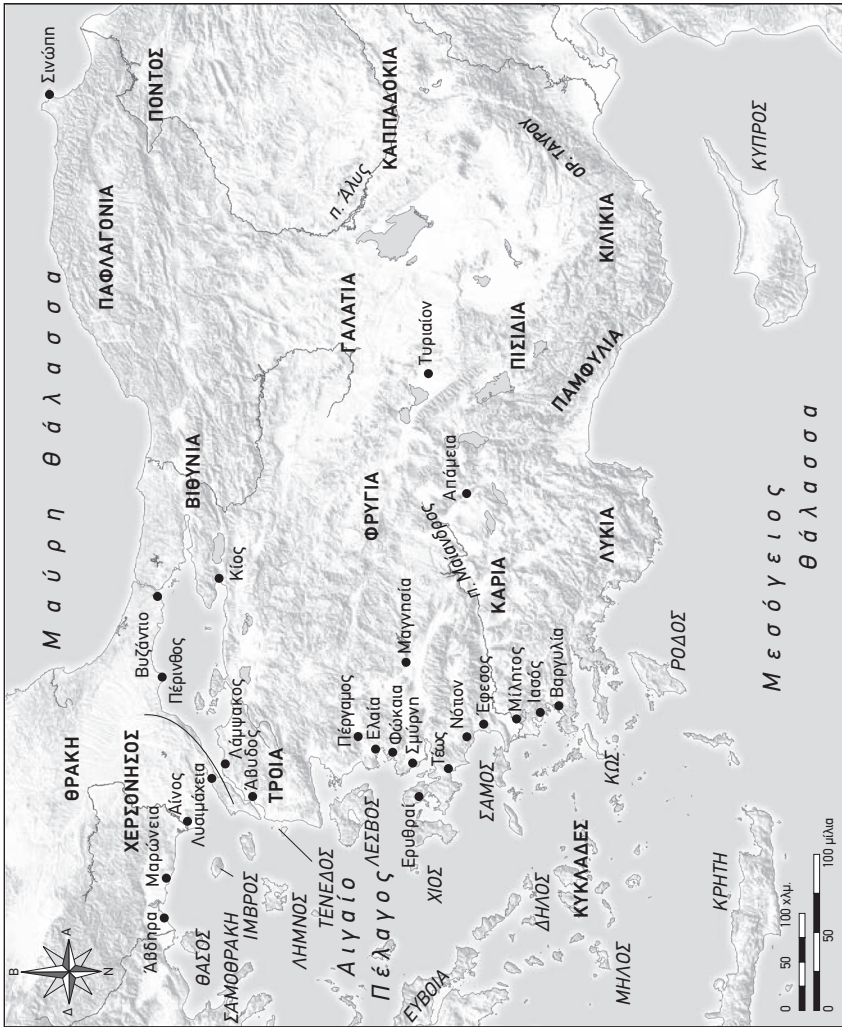 Μαύρη Θάλασσα
Σινώπη
ΠΟΝΤΟΣ
ΠΑΦΛΑΓΟΝΙΑ
ΚΑΠΠΑΔΟΚΙΑ
π. Άλυς
ΓΑΛΑΤΙΑ
ΒΙΘΥΝΙΑ
Κίος
Βυζάντιο
Πέρινθος
ΘΡΑΚΗ
ΧΕΡΣΟΝΗΣΟΣ
Αίνος
Μαρώνεια
Άβδηρα
Λυσιμάχεια
Λάμψακος
Άβυδος
ΤΡΟΙΑ
ΘΑΣΟΣ
ΣΑΜΟΘΡΑΚΗ
ΙΜΒΡΟΣ
ΛΗΜΝΟΣ
ΤΕΝΕΔΟΣ
Αιγαίο
Πέλαγος
ΛΕΣΒΟΣ
Πέργαμος
Ελαία
Φώκαια
Σμύρνη
Μαγνησία
ΦΡΥΓΙΑ
Τυριαίον
Απάμεια
π. Μαίανδρος
ΚΑΡΙΑ
ΠΙΣΙΔΙΑ
ΟΡ. ΤΑΥΡΟΥ
ΚΙΛΙΚΙΑ
ΠΑΜΦΥΛΙΑ
ΛΥΚΙΑ
Ερυθραί
Τέως
Νότιον
Έφεσος
Μίλητος
Ιασός
Βαργυλία
ΧΙΟΣ
ΣΑΜΟΣ
ΕΥΒΟΙΑ
ΔΗΛΟΣ
ΚΥΚΛΑΔΕΣ
ΜΗΛΟΣ
ΚΩΣ
ΡΟΔΟΣ
ΚΡΗΤΗ
ΚΥΠΡΟΣ
Μεσόγειος
Θάλασσα
Β
Α
Ν
Δ
0 50 100 χλμ.
0 50 100 μίλια